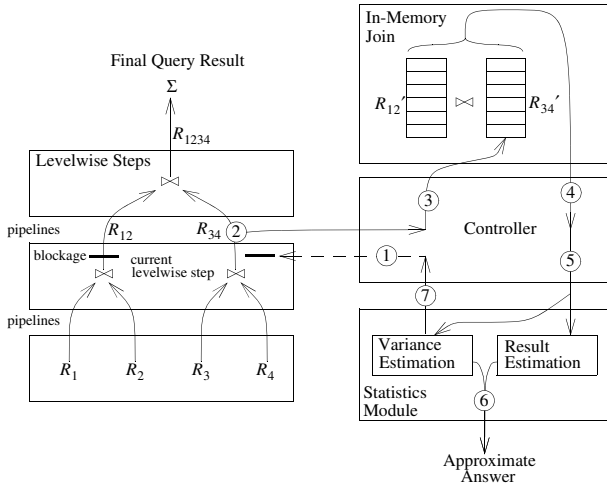 In-Memory
Join
R12′
R34′
Final Query Result
Σ
R1234
Levelwise Steps
pipelines
R12
R34
2
3
4
Controller
blockage
current
levelwise step
1
5
7
pipelines
R1
R2
R3
R4
Variance
Estimation
Result
Estimation
Statistics
Module
6
Approximate
Answer